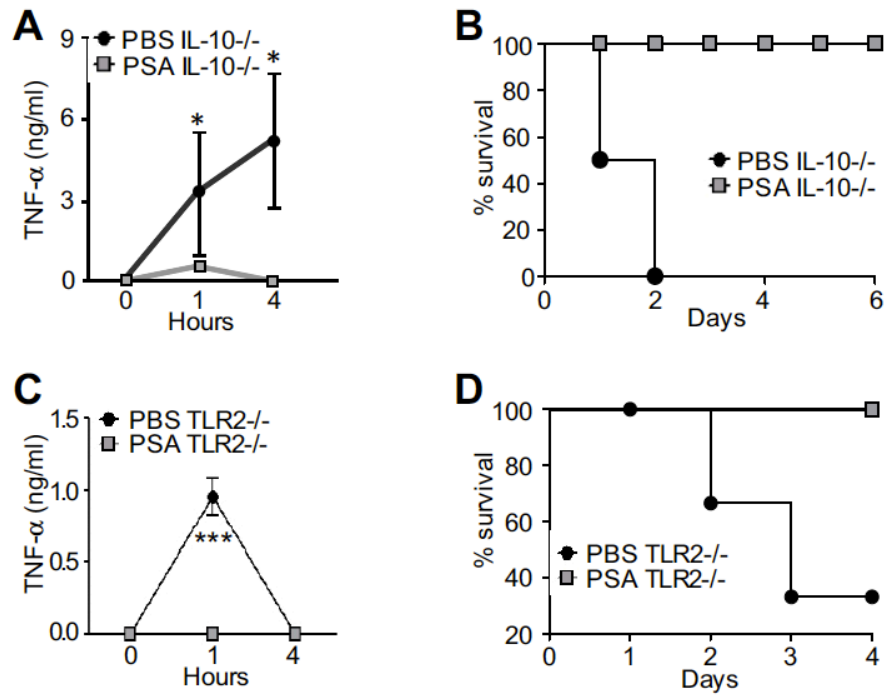 A
9
6
3
0
TNF-α (ng/ml)
PBS IL-10-/-
PSA IL-10-/-
*
*
0 1 4
Hours
B
100
80
60
40
20
0
% survival
PBS IL-10-/-
PSA IL-10-/-
0 2 4 6
Days
C
1.5
1.0
0.5
0.0
TNF-α (ng/ml)
PBS TLR2-/-
PSA TLR2-/-
***
0 1 4
Hours
D
100
80
60
40
20
% survival
PBS TLR2-/-
PSA TLR2-/-
0 1 2 3 4
Days